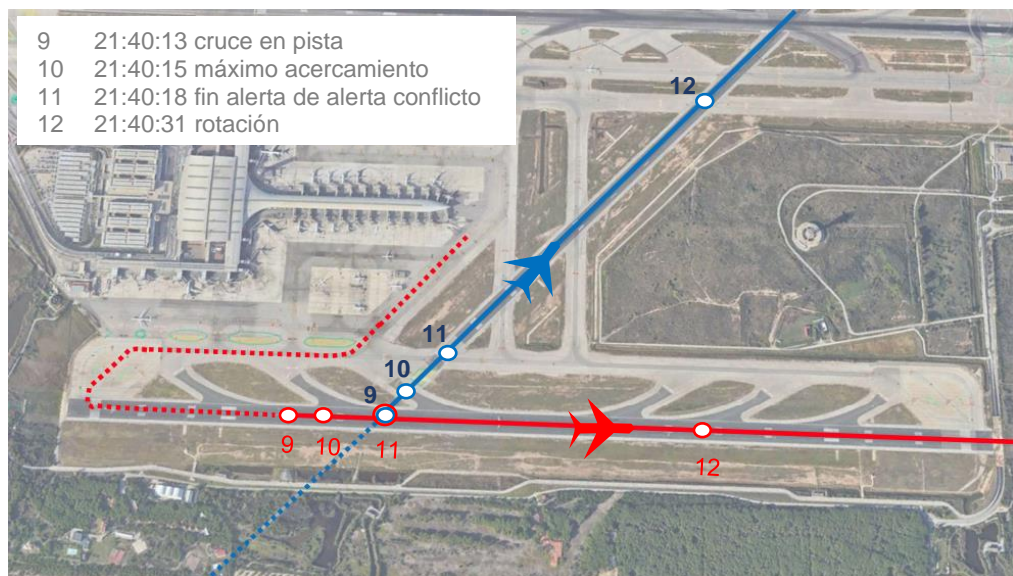 9 21:40:13 cruce en pista
10 21:40:15 máximo acercamiento
11 21:40:18 fin alerta de alerta conflicto
12 21:40:31 rotación
12
11
10
9
9 10 11 12